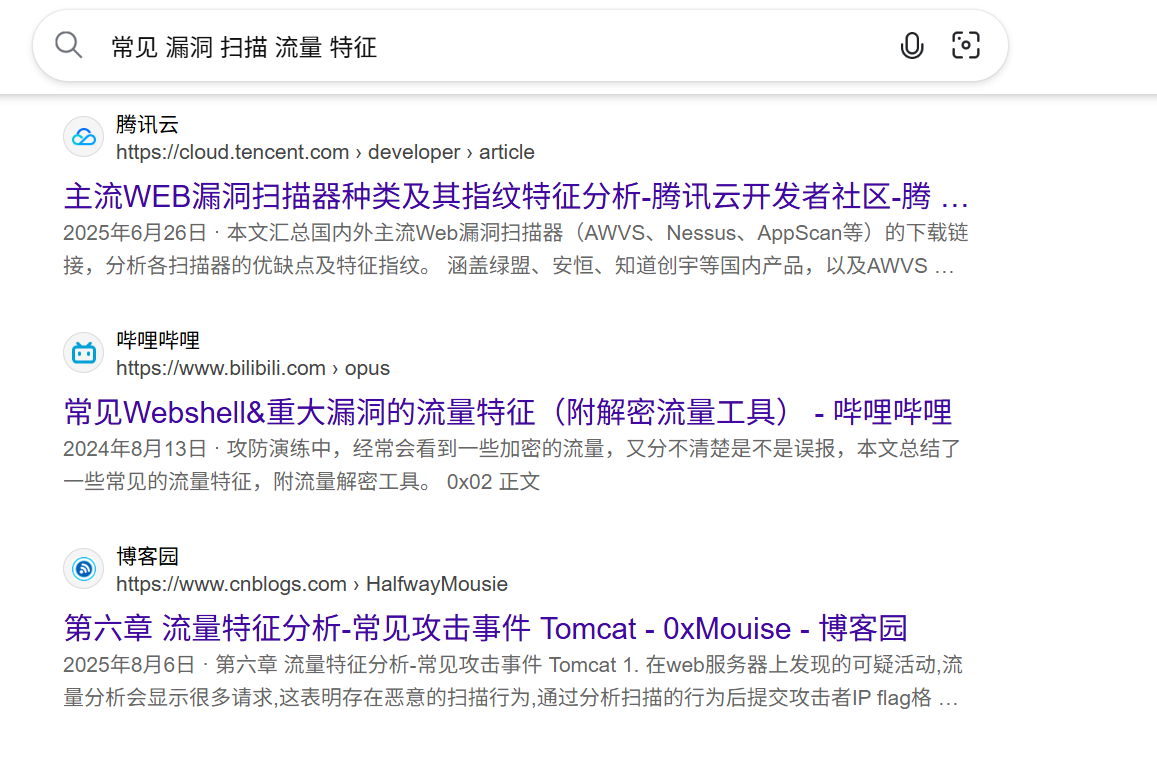 常见 漏洞 扫描 流量 特征
腾讯云
https://cloud.tencent.com › developer › article
主流WEB漏洞扫描器种类及其指纹特征分析-腾讯云开发者社区-腾 …
2025年6月26日 · 本文汇总国内外主流Web漏洞扫描器（AWVS、Nessus、AppScan等）的下载链
接，分析各扫描器的优缺点及特征指纹。 涵盖绿盟、安恒、知道创宇等国内产品，以及AWVS …
哔哩哔哩
https://www.bilibili.com › opus
常见Webshell&重大漏洞的流量特征（附解密流量工具） - 哔哩哔哩
2024年8月13日 · 攻防演练中，经常会看到一些加密的流量，又分不清楚是不是误报，本文总结了
一些常见的流量特征，附流量解密工具。 0x02 正文
博客园
https://www.cnblogs.com › HalfwayMousie
第六章 流量特征分析-常见攻击事件 Tomcat - 0xMouise - 博客园
2025年8月6日 · 第六章 流量特征分析-常见攻击事件 Tomcat 1. 在web服务器上发现的可疑活动,流
量分析会显示很多请求,这表明存在恶意的扫描行为,通过分析扫描的行为后提交攻击者IP flag格 …